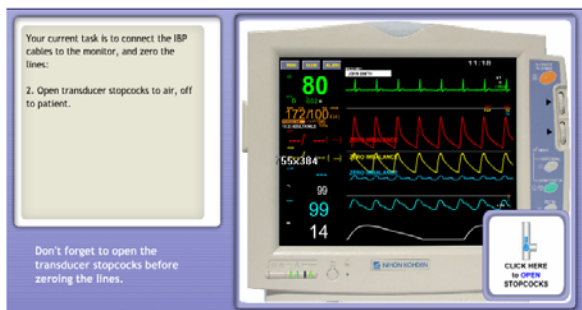 Your current task is to connect the IBP
cables to the monitor, and zero the
lines:
2. Open transducer stopcocks to air, off
to patient.
Don't forget to open the
transducer stopcocks before
zeroing the lines.
11:18
JOHN SMITH
80
172/100
ZERO IMBALANCE
ZERO IMBALANCE
ZERO IMBALANCE
55x384
99
99
14
NIHON KOHDEN
CLICK HERE
to OPEN
STOPCOCKS